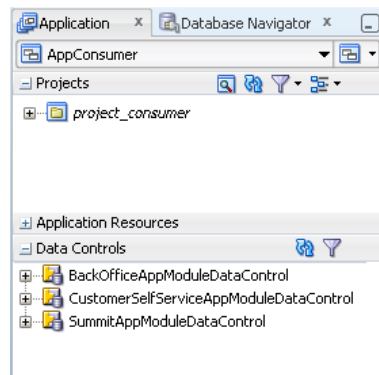 Application x Database Navigator x
AppConsumer
Projects
project_consumer
Application Resources
Data Controls
BackOfficeAppModuleDataControl
CustomerSelfServiceAppModuleDataControl
SummitAppModuleDataControl